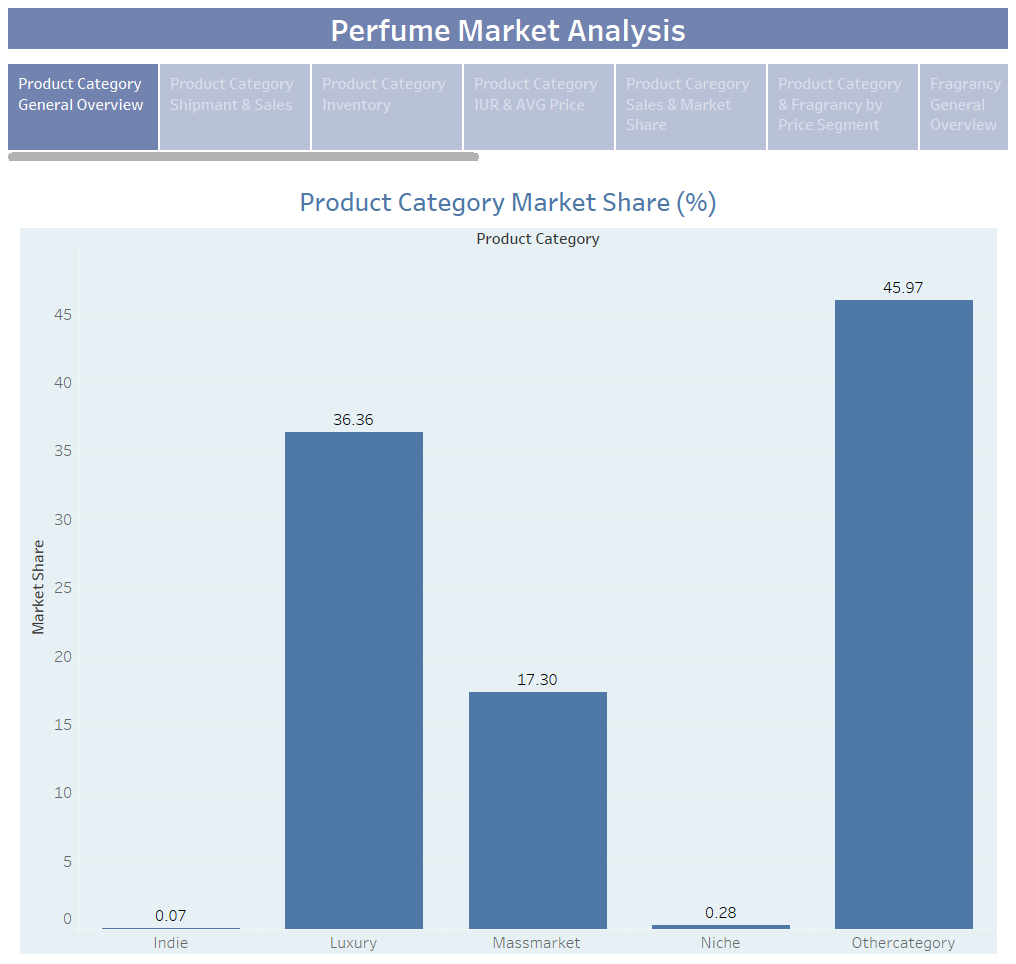 Perfume Market Analysis
Product Category
General Overview
Product Category
Shipmant & Sales
Product Category
Inventory
Product Category
IUR & AVG Price
Product Caregory
Sales & Market
Share
Product Category
& Fragrancy by
Price Segment
Fragrancy
General
Overview
Product Category Market Share (%)
Product Category
45.97
45
40
36.36
35
30
Market Share
25
20
17.30
15
10
5
0
0.07
0.28
Indie
Luxury
Massmarket
Niche
Othercategory